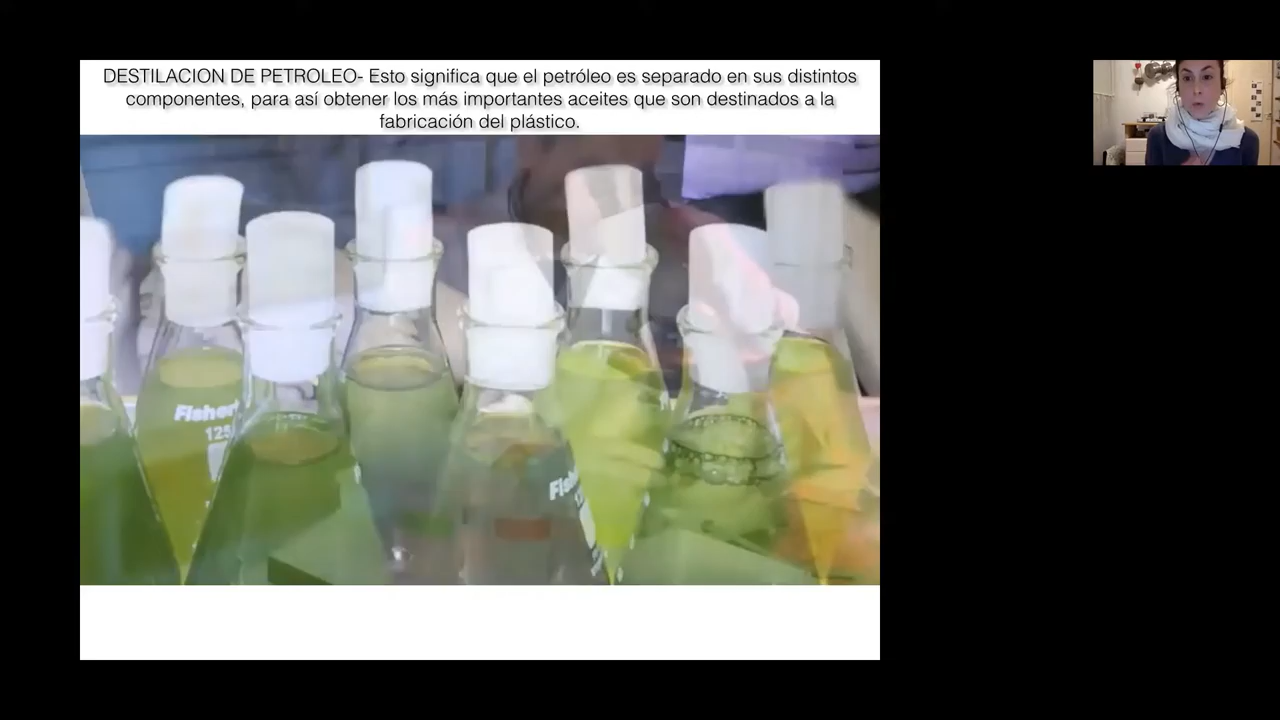 DESTILACION DE PETROLEO- Esto significa que el petróleo es separado en sus distintos
componentes, para así obtener los más importantes aceites que son destinados a la
fabricación del plástico.
Fisher
125